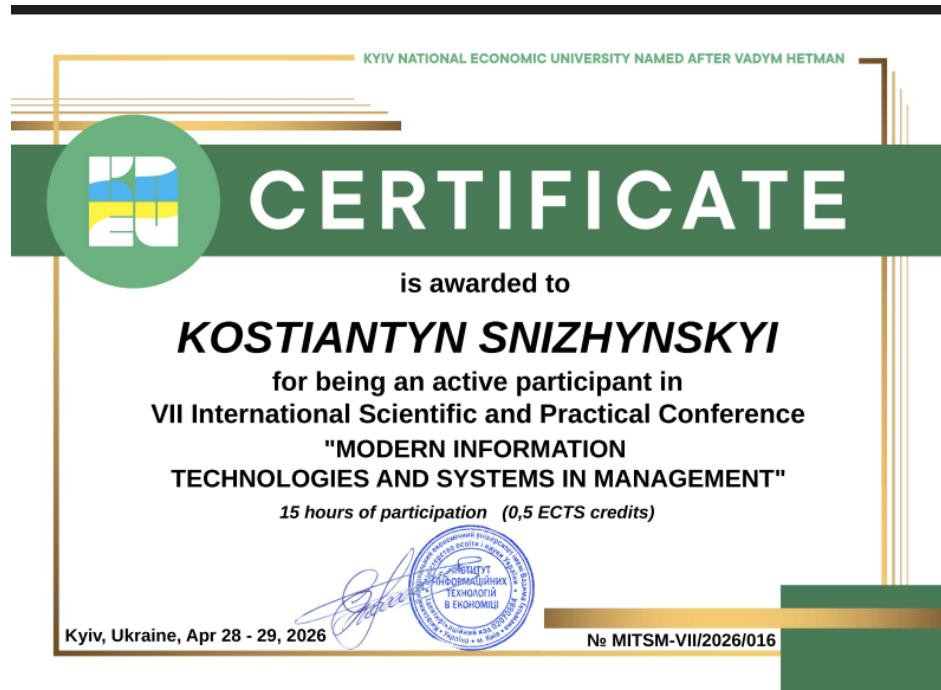 KYIV NATIONAL ECONOMIC UNIVERSITY NAMED AFTER VADYM HETMAN
KNEU
CERTIFICATE
is awarded to
KOSTIANTYN SNIZHYNSKYI
for being an active participant in
VII International Scientific and Practical Conference
"MODERN INFORMATION
TECHNOLOGIES AND SYSTEMS IN MANAGEMENT"
15 hours of participation (0,5 ECTS credits)
ІНСТИТУТ
ІНФОРМАЦІЙНИХ
ТЕХНОЛОГІЙ
В ЕКОНОМІЦІ
Kyiv, Ukraine, Apr 28 - 29, 2026
№ MITSM-VII/2026/016